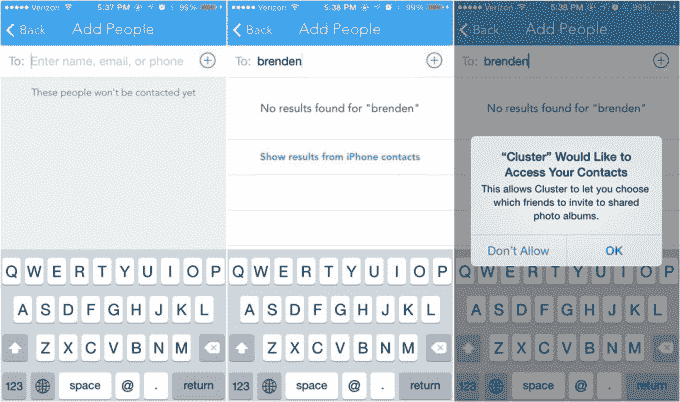 Verizon 5:37 PM 99%
Back Add People
To: Enter name, email, or phone
These people won't be contacted yet
Q W E R T Y U I O P
A S D F G H J K L
Z X C V B N M
123 space @ . return
Verizon 5:38 PM 99%
Back Add People
To: brenden
No results found for "brenden"
Show results from iPhone contacts
Q W E R T Y U I O P
A S D F G H J K L
Z X C V B N M
123 space @ . return
Verizon 5:38 PM 99%
Back Add People
To: brenden
No results found for "brenden"
“Cluster” Would Like to
Access Your Contacts
This allows Cluster to let you choose
which friends to invite to shared
photo albums.
Don't Allow OK
Q W E R T Y U I O P
A S D F G H J K L
Z X C V B N M
123 space @ . return